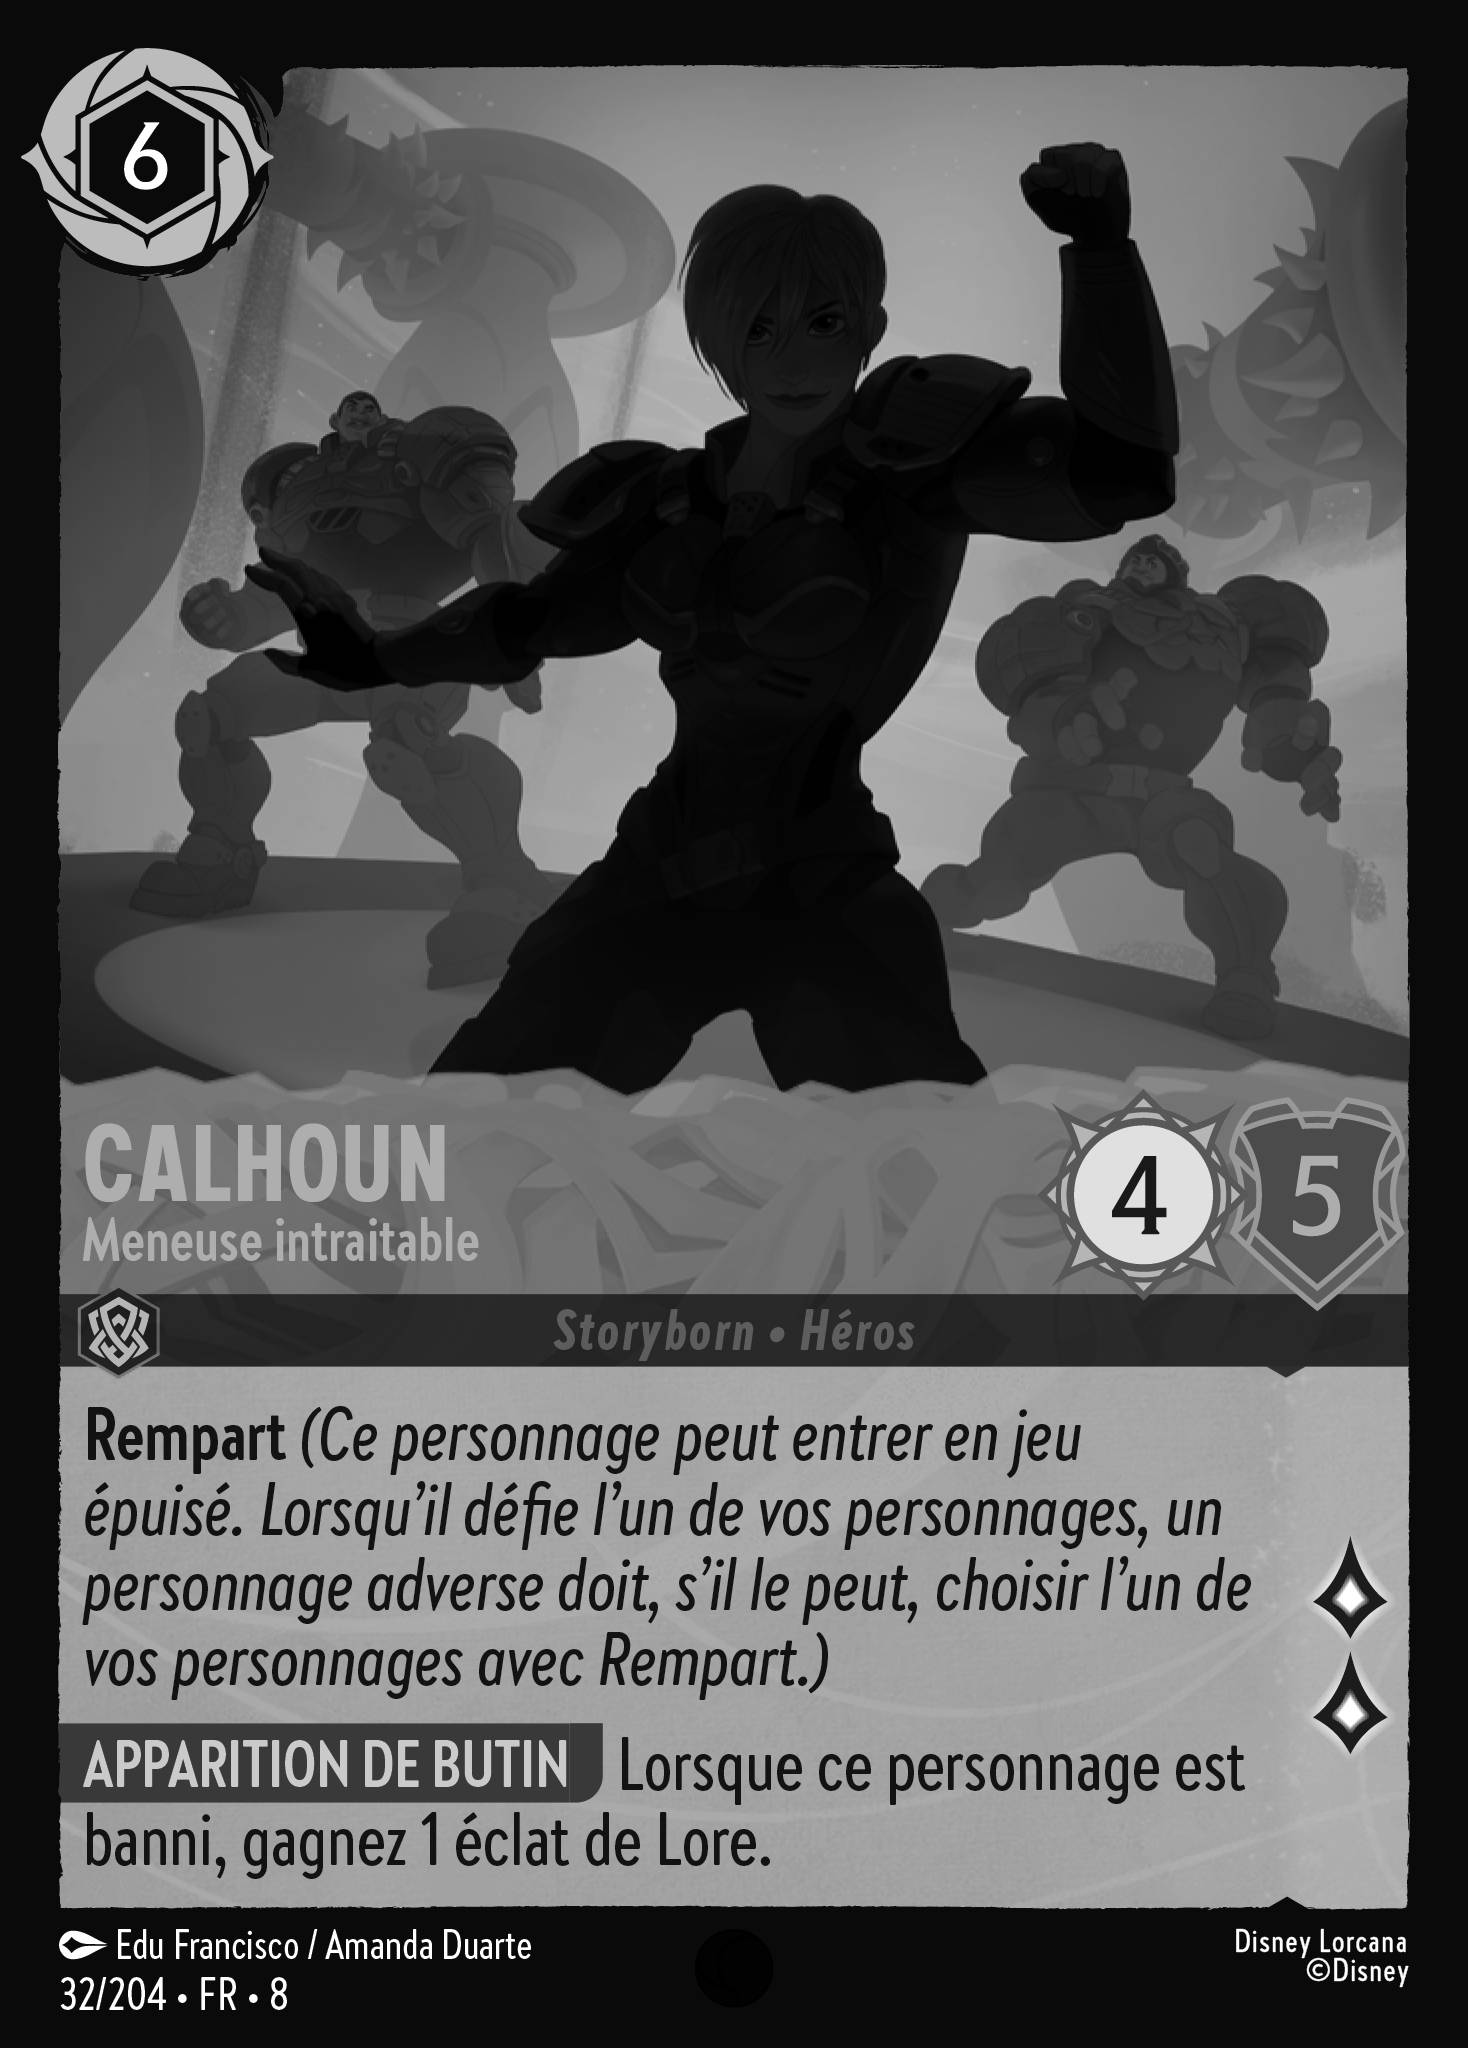 6
CALHOUN
Meneuse intraitable
4
5
Storyborn • Héros
Rempart (Ce personnage peut entrer en jeu
épuisé. Lorsqu'il défie l'un de vos personnages, un
personnage adverse doit, s'il le peut, choisir l'un de
vos personnages avec Rempart.)
APPARITION DE BUTIN Lorsque ce personnage est
banni, gagnez 1 éclat de Lore.
Edu Francisco / Amanda Duarte
32/204 • FR • 8
Disney Lorcana
©Disney